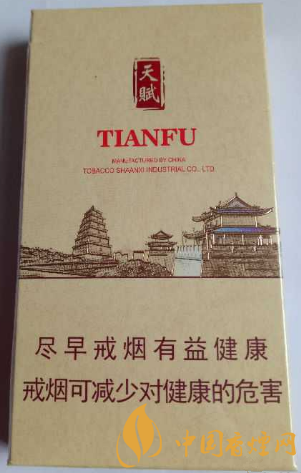 天賦
TIANFU
MANUFACTURED BY CHINA
TOBACCO SHAANXI INDUSTRIAL CO., LTD
尽早戒烟有益健康
戒烟可减少对健康的危害
中国香烟网